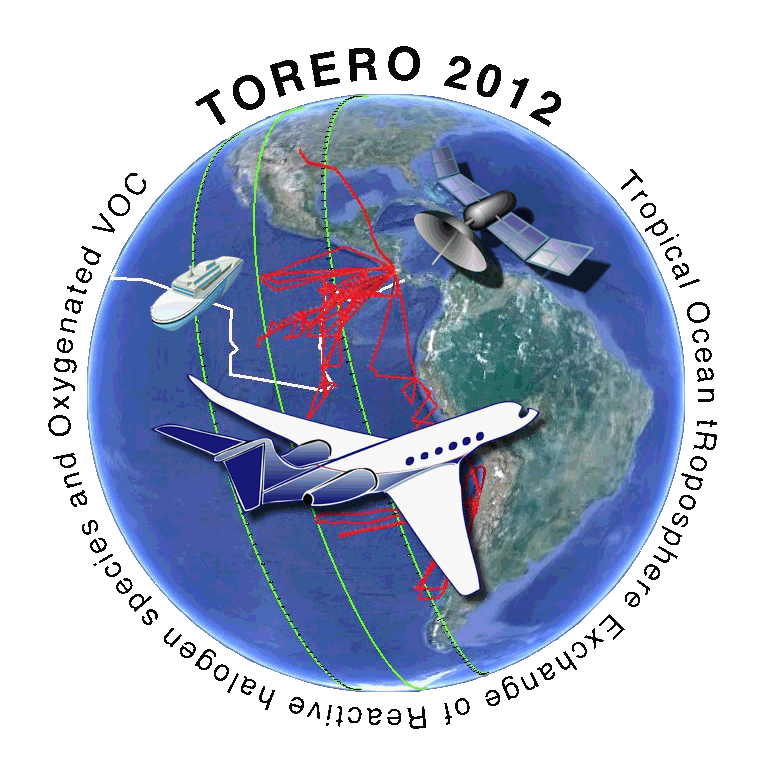 TORERO 2012
Tropical Ocean tRoposphere Exchange of Reactive halogen species and Oxygenated VOC